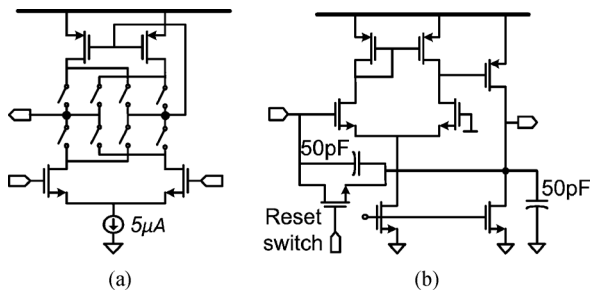 5μA
(a)
50pF
50pF
Reset
switch
(b)